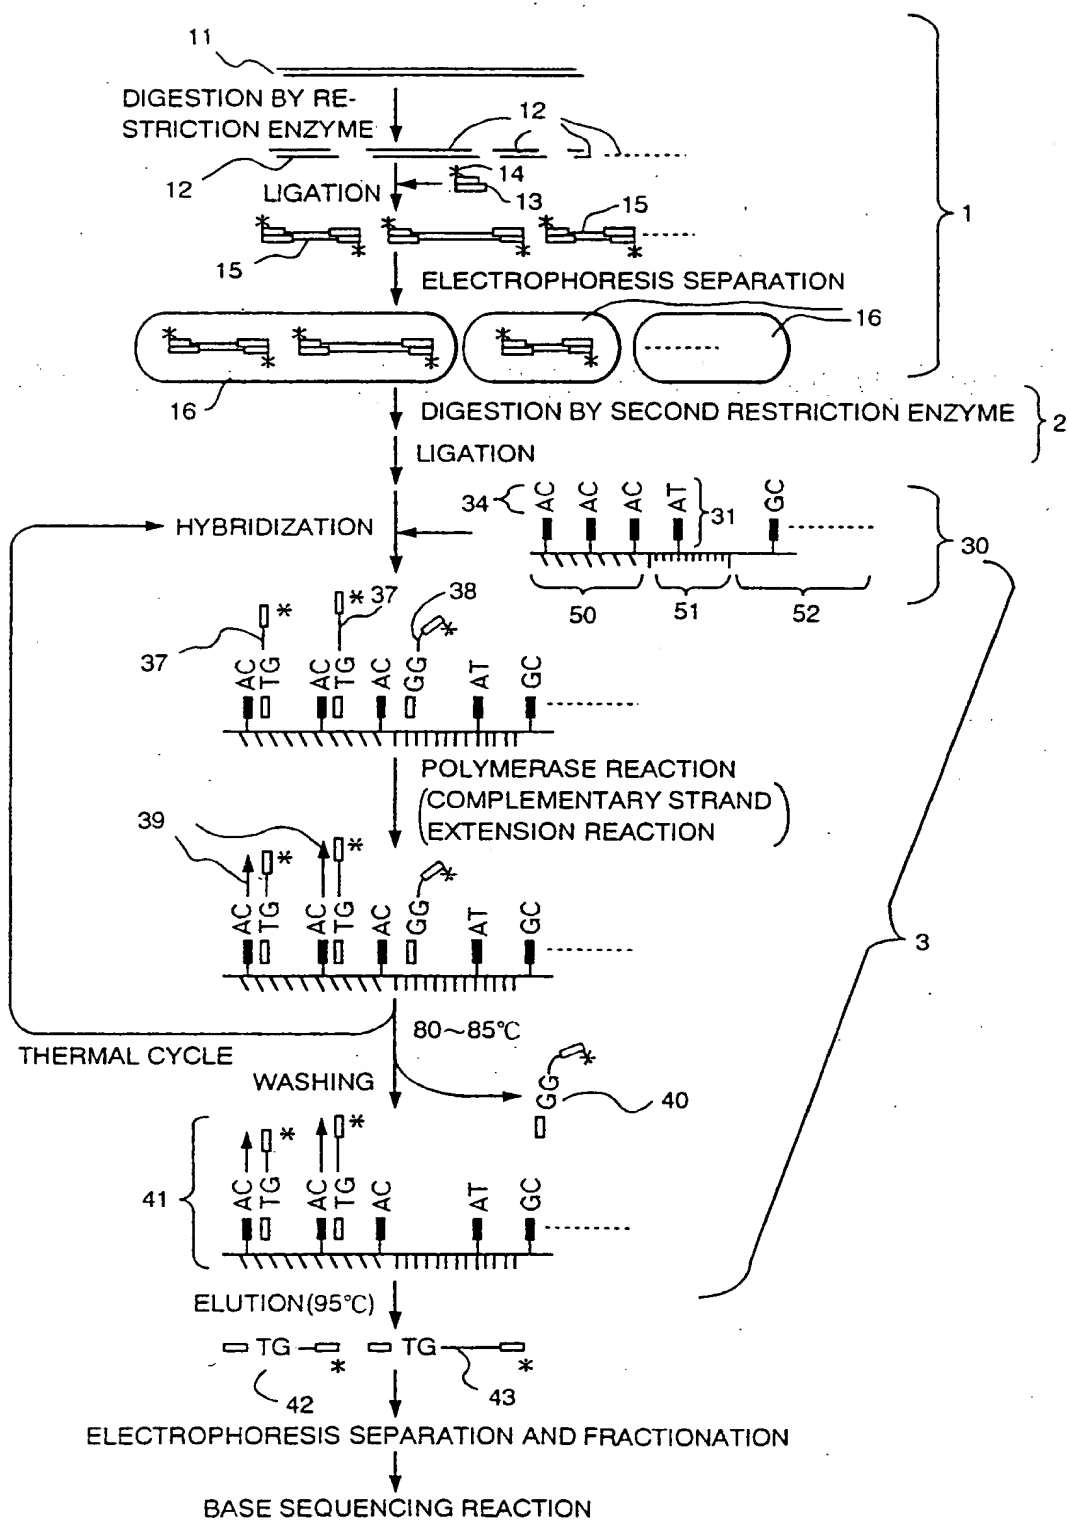 11
DIGESTION BY RE-
STRICTION ENZYME
12
12
* 14
13
LIGATION
* * * 15
* * *
15
1
ELECTROPHORESIS SEPARATION
16
* * *
* * *
16
DIGESTION BY SECOND RESTRICTION ENZYME
2
LIGATION
34 AC AC AC AT 31 GC
HYBRIDIZATION
30
50 51 52
* * 37 38 *
37
AC TG AC TG AC GG AT GC
POLYMERASE REACTION
(COMPLEMENTARY STRAND
EXTENSION REACTION)
39
* * *
AC TG AC TG AC GG AT GC
3
80~85℃
THERMAL CYCLE
WASHING
*
GG 40
* *
41
AC TG AC TG AC AT GC
ELUTION(95℃)
TG TG
* *
42 43
ELECTROPHORESIS SEPARATION AND FRACTIONATION
BASE SEQUENCING REACTION